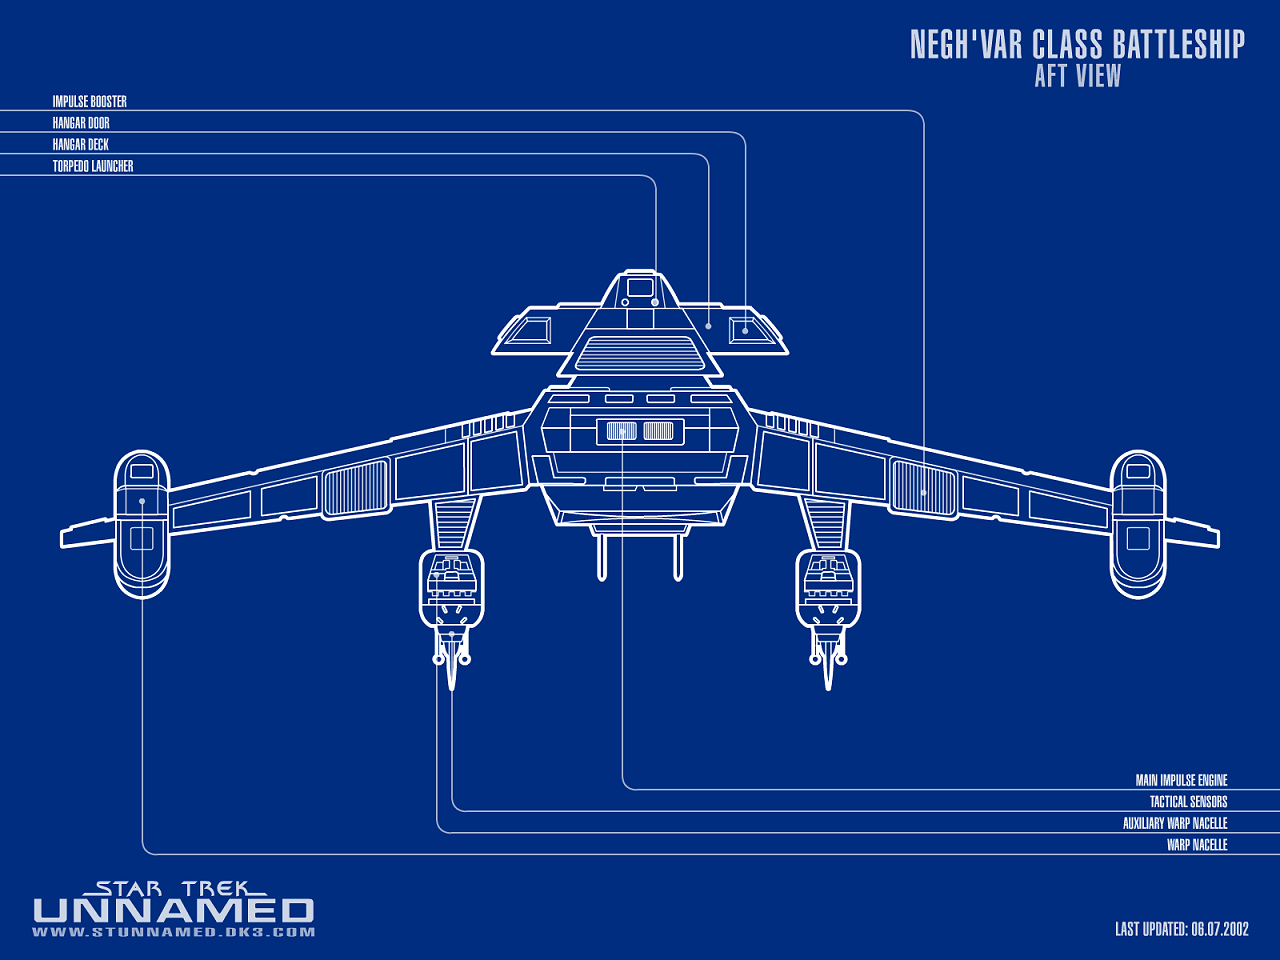 NEGH'VAR CLASS BATTLESHIP
AFT VIEW
IMPULSE BOOSTER
HANGAR DOOR
HANGAR DECK
TORPEDO LAUNCHER
MAIN IMPULSE ENGINE
TACTICAL SENSORS
AUXILIARY WARP NACELLE
WARP NACELLE
STAR TREK
UNNAMED
WWW.STUNNAMED.DK3.COM
LAST UPDATED: 06.07.2002